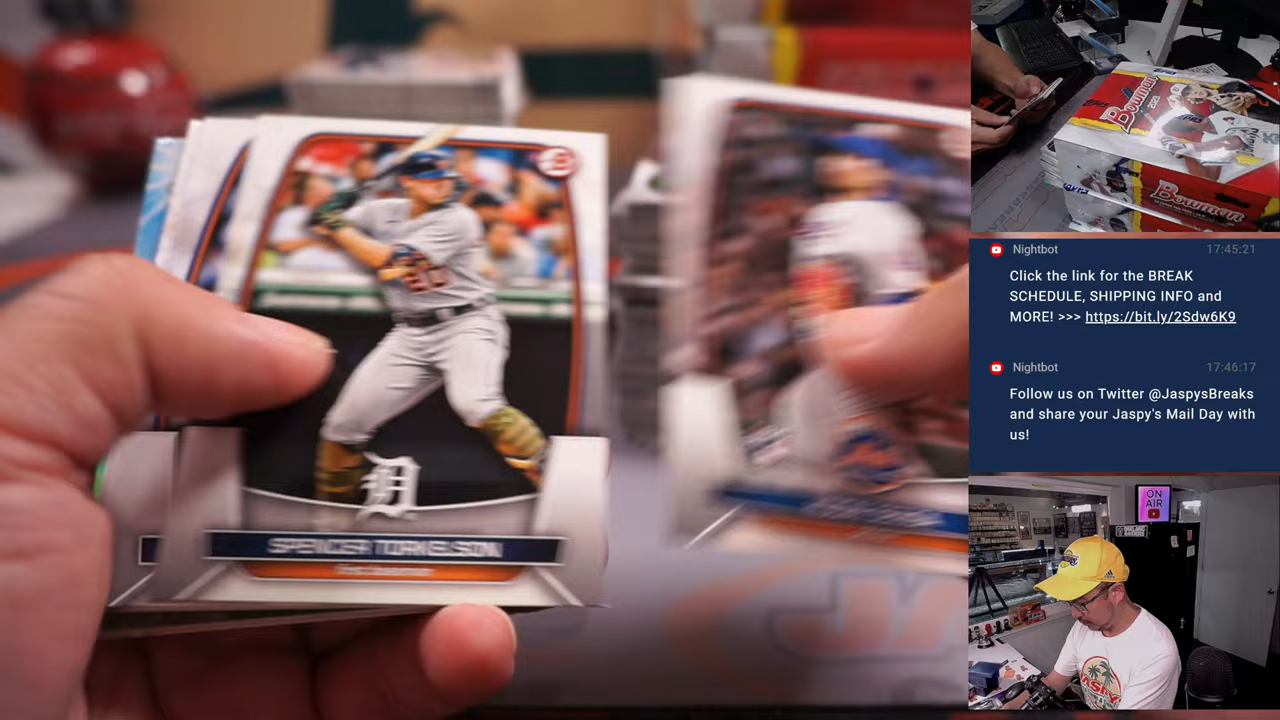 SPENCER TORKELSON
D
Bowman
2023
Bowman
Nightbot 17:45:21
Click the link for the BREAK
SCHEDULE, SHIPPING INFO and
MORE! >>> https://bit.ly/2Sdw6K9
Nightbot 17:46:17
Follow us on Twitter @JaspysBreaks
and share your Jaspy's Mail Day with
us!
ON
AIR